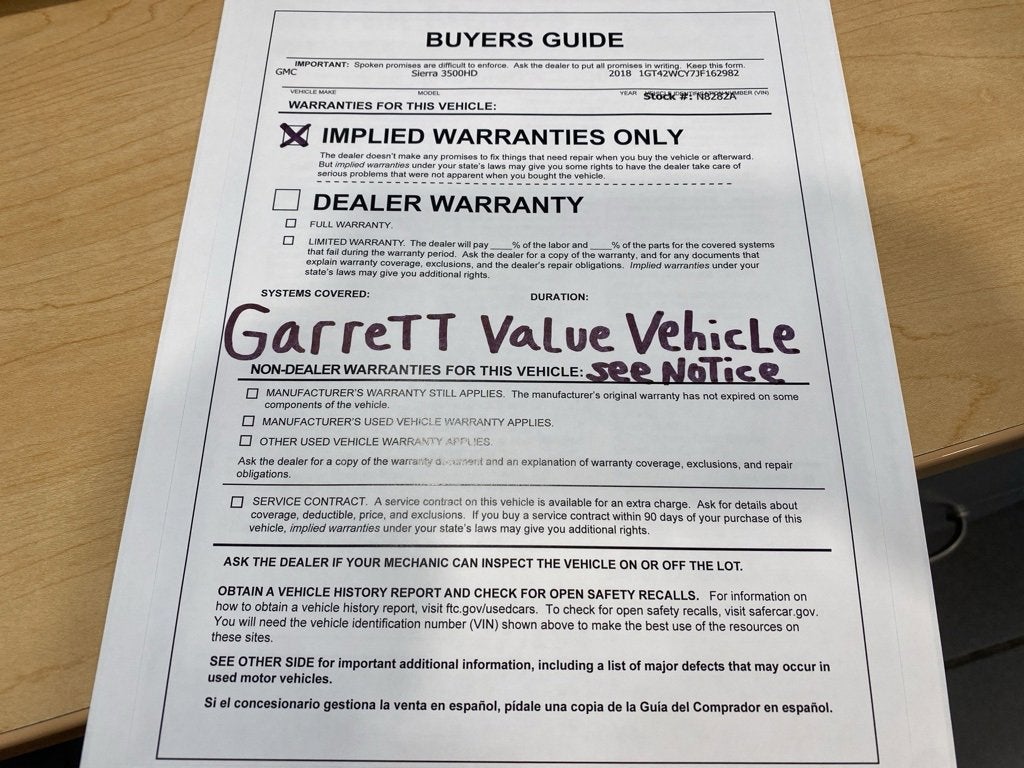 BUYERS GUIDE
IMPORTANT: Spoken promises are difficult to enforce. Ask the dealer to put all promises in writing. Keep this form.
GMC Sierra 3500HD 2018 1GT42WCY7JF162982
VEHICLE MAKE MODEL YEAR VEHICLE IDENTIFICATION NUMBER (VIN)
Stock #: N8282A
WARRANTIES FOR THIS VEHICLE:
IMPLIED WARRANTIES ONLY
The dealer doesn't make any promises to fix things that need repair when you buy the vehicle or afterward.
But implied warranties under your state's laws may give you some rights to have the dealer take care of
serious problems that were not apparent when you bought the vehicle.
DEALER WARRANTY
FULL WARRANTY.
LIMITED WARRANTY. The dealer will pay ____% of the labor and ____% of the parts for the covered systems
that fail during the warranty period. Ask the dealer for a copy of the warranty, and for any documents that
explain warranty coverage, exclusions, and the dealer's repair obligations. Implied warranties under your
state's laws may give you additional rights.
SYSTEMS COVERED: DURATION:
GarreTT Value Vehicle
NON-DEALER WARRANTIES FOR THIS VEHICLE: see NoTice
MANUFACTURER'S WARRANTY STILL APPLIES. The manufacturer's original warranty has not expired on some
components of the vehicle.
MANUFACTURER'S USED VEHICLE WARRANTY APPLIES.
OTHER USED VEHICLE WARRANTY APPLIES.
Ask the dealer for a copy of the warranty document and an explanation of warranty coverage, exclusions, and repair
obligations.
SERVICE CONTRACT. A service contract on this vehicle is available for an extra charge. Ask for details about
coverage, deductible, price, and exclusions. If you buy a service contract within 90 days of your purchase of this
vehicle, implied warranties under your state's laws may give you additional rights.
ASK THE DEALER IF YOUR MECHANIC CAN INSPECT THE VEHICLE ON OR OFF THE LOT.
OBTAIN A VEHICLE HISTORY REPORT AND CHECK FOR OPEN SAFETY RECALLS. For information on
how to obtain a vehicle history report, visit ftc.gov/usedcars. To check for open safety recalls, visit safercar.gov.
You will need the vehicle identification number (VIN) shown above to make the best use of the resources on
these sites.
SEE OTHER SIDE for important additional information, including a list of major defects that may occur in
used motor vehicles.
Si el concesionario gestiona la venta en español, pídale una copia de la Guía del Comprador en español.